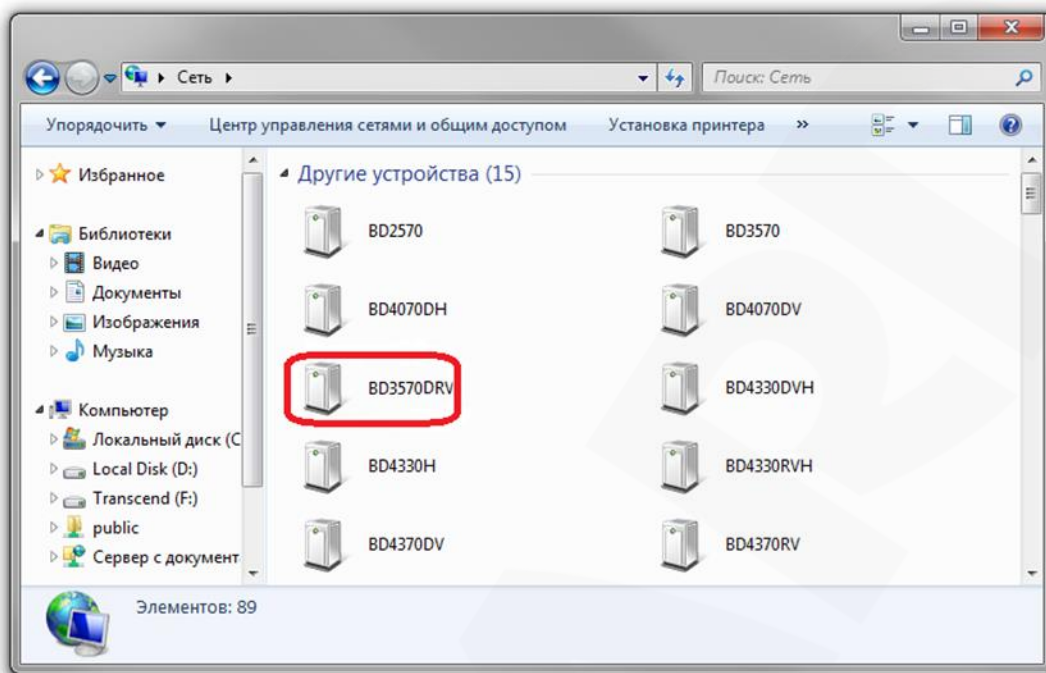 Сеть
Поиск: Сеть
Упорядочить Центр управления сетями и общим доступом Установка принтера »
Избранное
Библиотеки
Видео
Документы
Изображения
Музыка
Компьютер
Локальный диск (C
Local Disk (D:)
Transcend (F:)
public
Сервер с документ
Другие устройства (15)
BD2570 BD3570
BD4070DH BD4070DV
BD3570DRV BD4330DVH
BD4330H BD4330RVH
BD4370DV BD4370RV
Элементов: 89